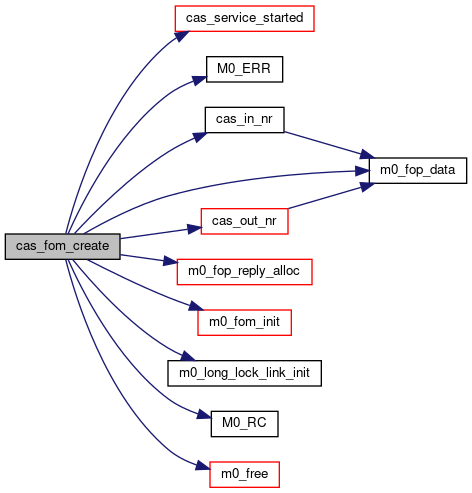 cas_service_started
M0_ERR
cas_in_nr
m0_fop_data
cas_out_nr
cas_fom_create
m0_fop_reply_alloc
m0_fom_init
m0_long_lock_link_init
M0_RC
m0_free